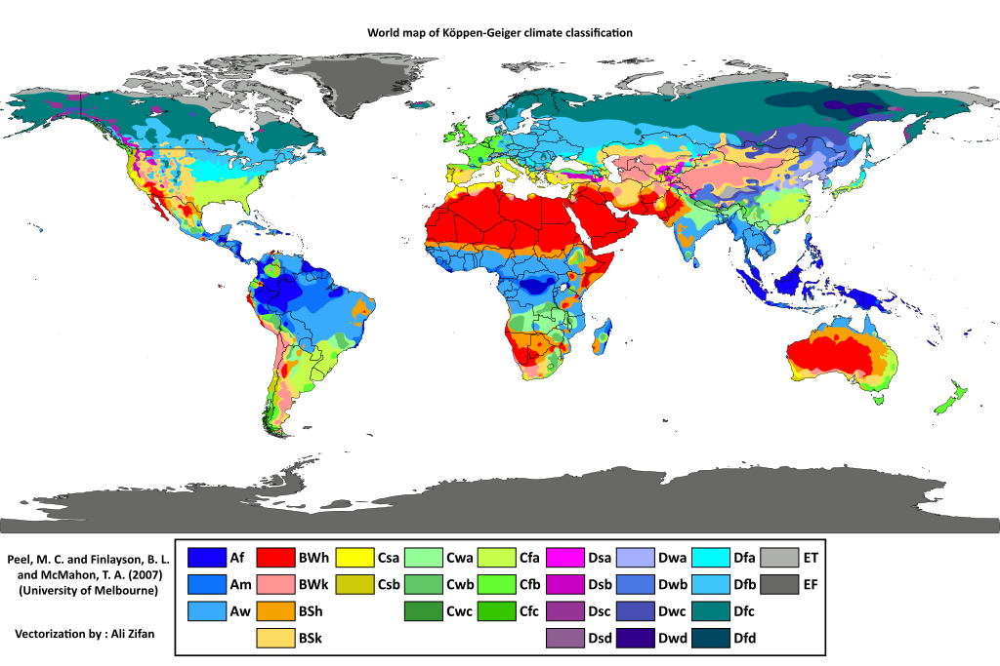 World map of Köppen-Geiger climate classification
Peel, M. C. and Finlayson, B. L.
and McMahon, T. A. (2007)
(University of Melbourne)
Vectorization by : Ali Zifan
Af BWh Csa Cwa Cfa Dsa Dwa Dfa ET
Am BWk Csb Cwb Cfb Dsb Dwb Dfb EF
Aw BSh Cwc Cfc Dsc Dwc Dfc
BSk Dsd Dwd Dfd